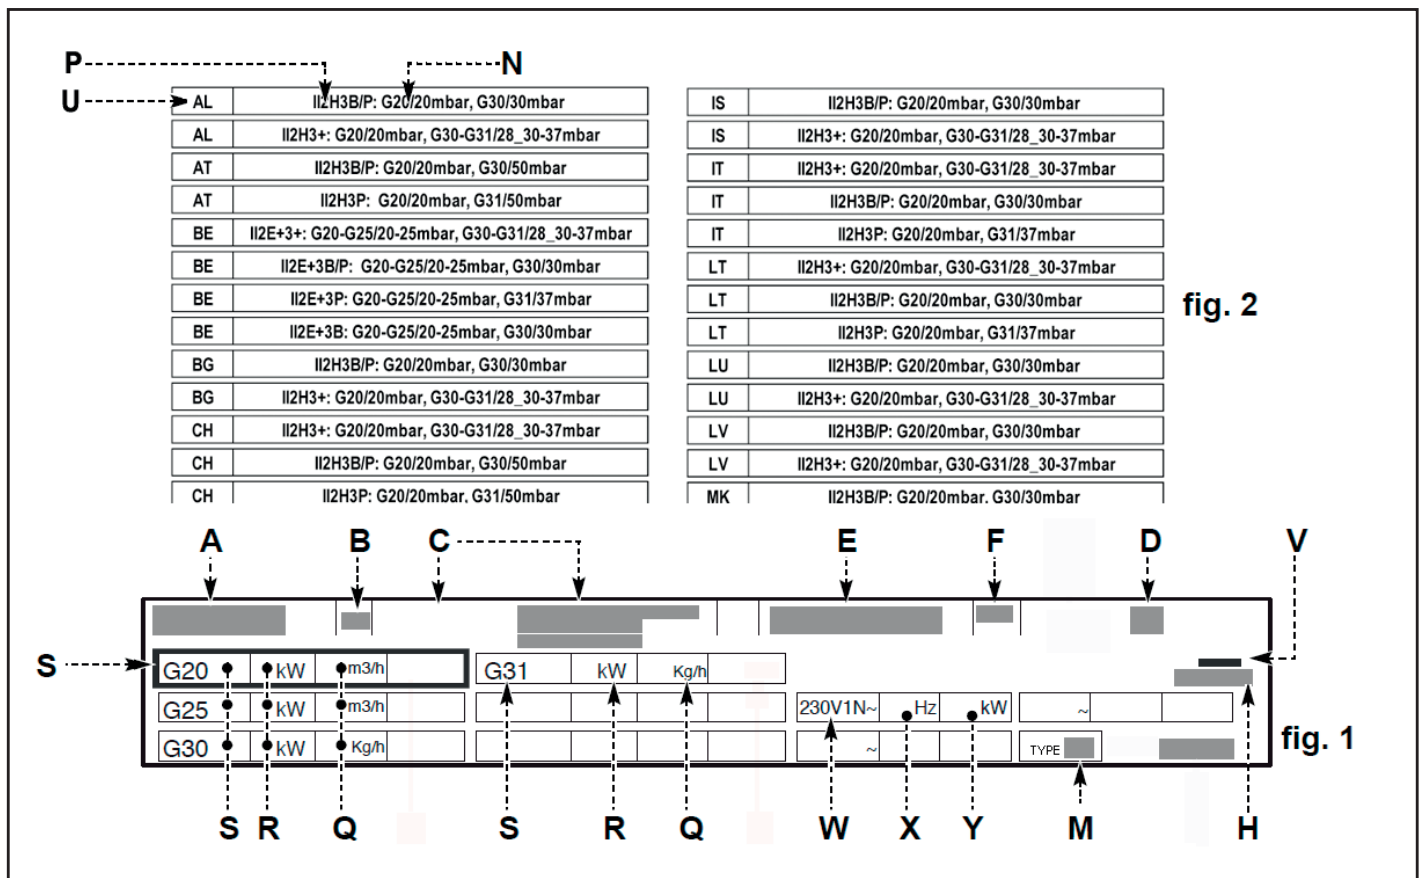 P N
U AL II2H3B/P: G20/20mbar, G30/30mbar
AL II2H3+: G20/20mbar, G30-G31/28_30-37mbar
AT II2H3B/P: G20/20mbar, G30/50mbar
AT II2H3P: G20/20mbar, G31/50mbar
BE II2E+3+: G20-G25/20-25mbar, G30-G31/28_30-37mbar
BE II2E+3B/P: G20-G25/20-25mbar, G30/30mbar
BE II2E+3P: G20-G25/20-25mbar, G31/37mbar
BE II2E+3B: G20-G25/20-25mbar, G30/30mbar
BG II2H3B/P: G20/20mbar, G30/30mbar
BG II2H3+: G20/20mbar, G30-G31/28_30-37mbar
CH II2H3+: G20/20mbar, G30-G31/28_30-37mbar
CH II2H3B/P: G20/20mbar, G30/50mbar
CH II2H3P: G20/20mbar, G31/50mbar
IS II2H3B/P: G20/20mbar, G30/30mbar
IS II2H3+: G20/20mbar, G30-G31/28_30-37mbar
IT II2H3+: G20/20mbar, G30-G31/28_30-37mbar
IT II2H3B/P: G20/20mbar, G30/30mbar
IT II2H3P: G20/20mbar, G31/37mbar
LT II2H3+: G20/20mbar, G30-G31/28_30-37mbar
LT II2H3B/P: G20/20mbar, G30/30mbar
LT II2H3P: G20/20mbar, G31/37mbar
LU II2H3B/P: G20/20mbar, G30/30mbar
LU II2H3+: G20/20mbar, G30-G31/28_30-37mbar
LV II2H3B/P: G20/20mbar, G30/30mbar
LV II2H3+: G20/20mbar, G30-G31/28_30-37mbar
MK II2H3B/P: G20/20mbar, G30/30mbar
fig. 2
A B C E F D V
S G20 kW m3/h G31 kW Kg/h
G25 kW m3/h 230V1N~ Hz kW ~
G30 kW Kg/h ~ TYPE
fig. 1
S R Q S R Q W X Y M H